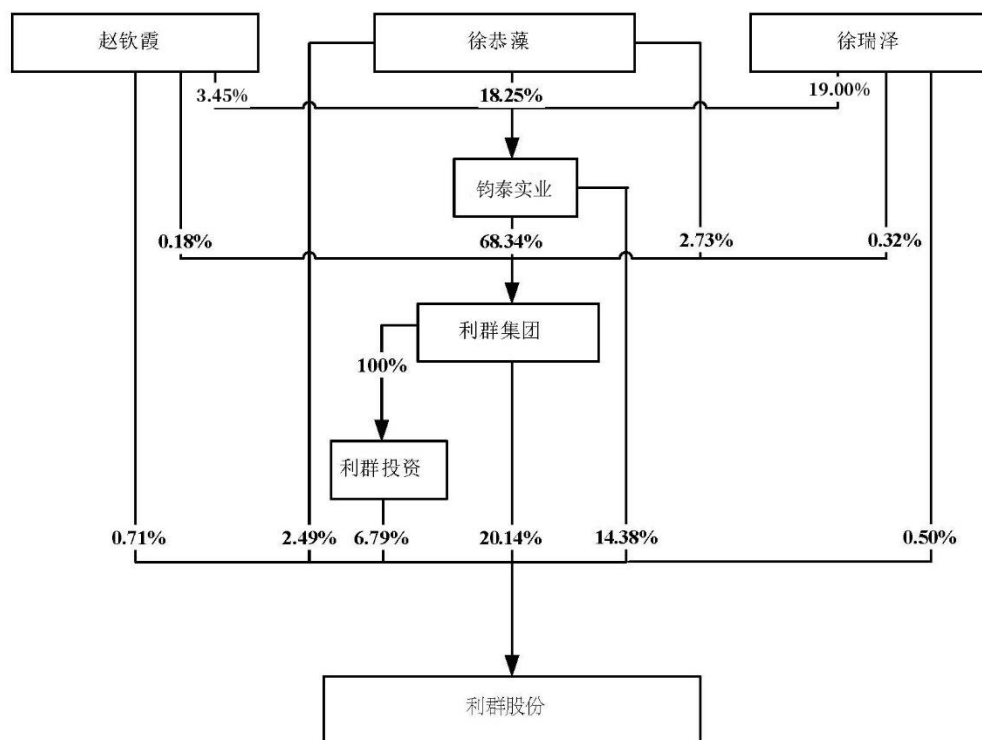 赵钦霞 徐恭藻 徐瑞泽
3.45% 18.25% 19.00%
钧泰实业
0.18% 68.34% 2.73% 0.32%
利群集团
100%
利群投资
0.71% 2.49% 6.79% 20.14% 14.38% 0.50%
利群股份